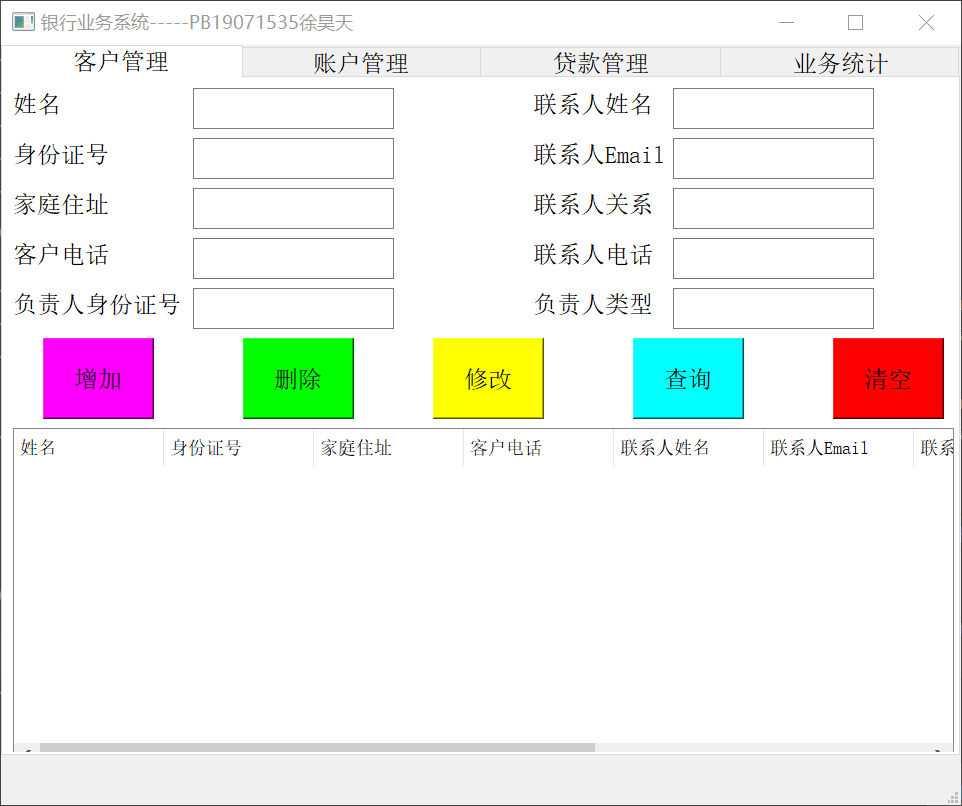 银行业务系统-----PB19071535徐昊天
客户管理 账户管理 贷款管理 业务统计
姓名 联系人姓名
身份证号 联系人Email
家庭住址 联系人关系
客户电话 联系人电话
负责人身份证号 负责人类型
增加 删除 修改 查询 清空
姓名 身份证号 家庭住址 客户电话 联系人姓名 联系人Email 联系